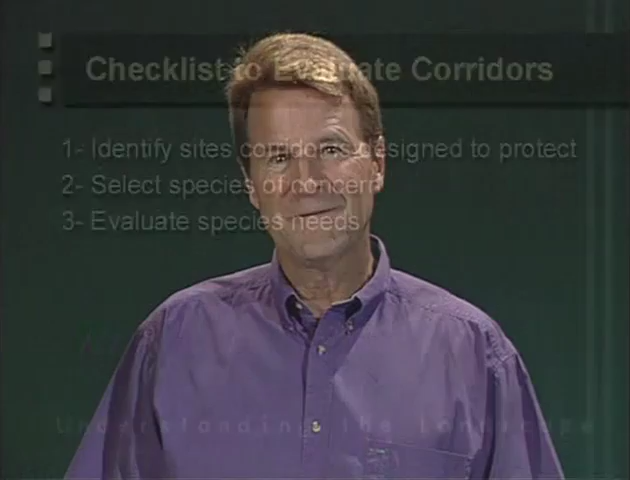 Checklist to Evaluate Corridors
1- Identify sites designed to protect
2- Select species of concern
3- Evaluate species needs
Understanding the Landscape